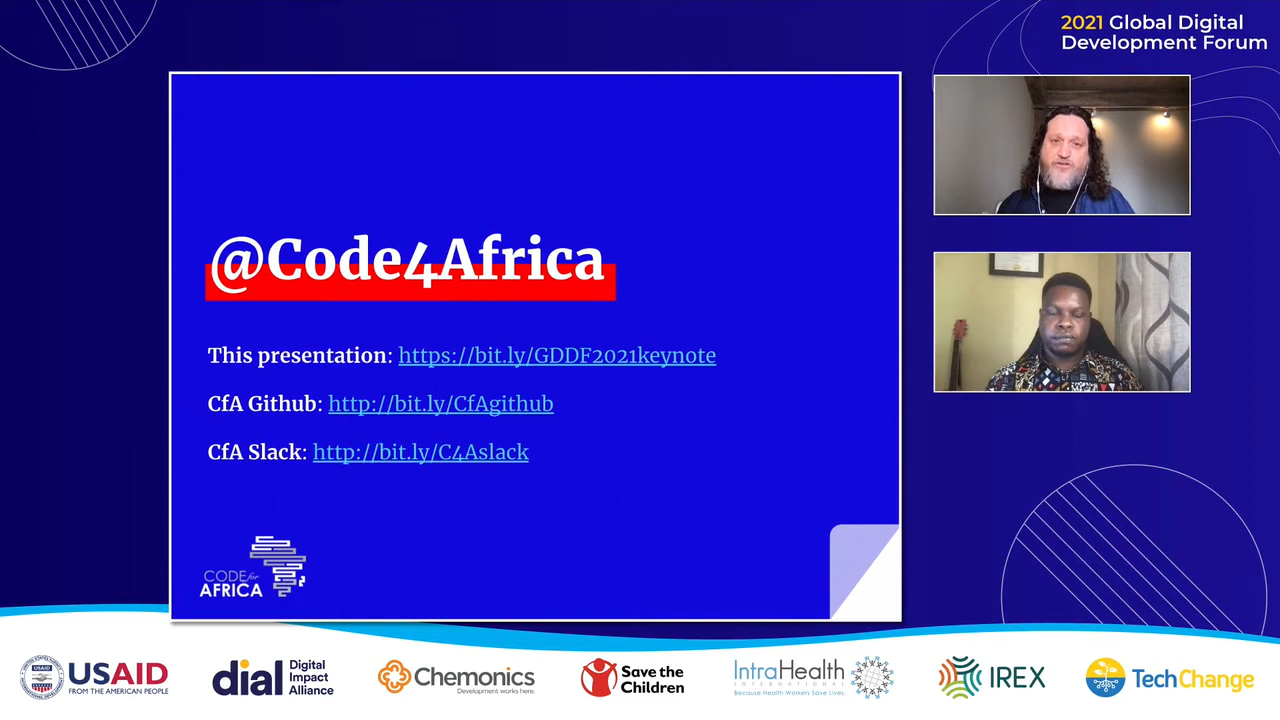 2021 Global Digital
Development Forum
@Code4Africa
This presentation: https://bit.ly/GDDF2021keynote
CfA Github: http://bit.ly/CfAgithub
CfA Slack: http://bit.ly/C4Aslack
CODE for
AFRICA
USAID
USAID
FROM THE AMERICAN PEOPLE
dial Digital
Impact
Alliance
Chemonics
Development works here.
Save the
Children
IntraHealth
INTERNATIONAL
Because Health Workers Save Lives.
IREX
TechChange